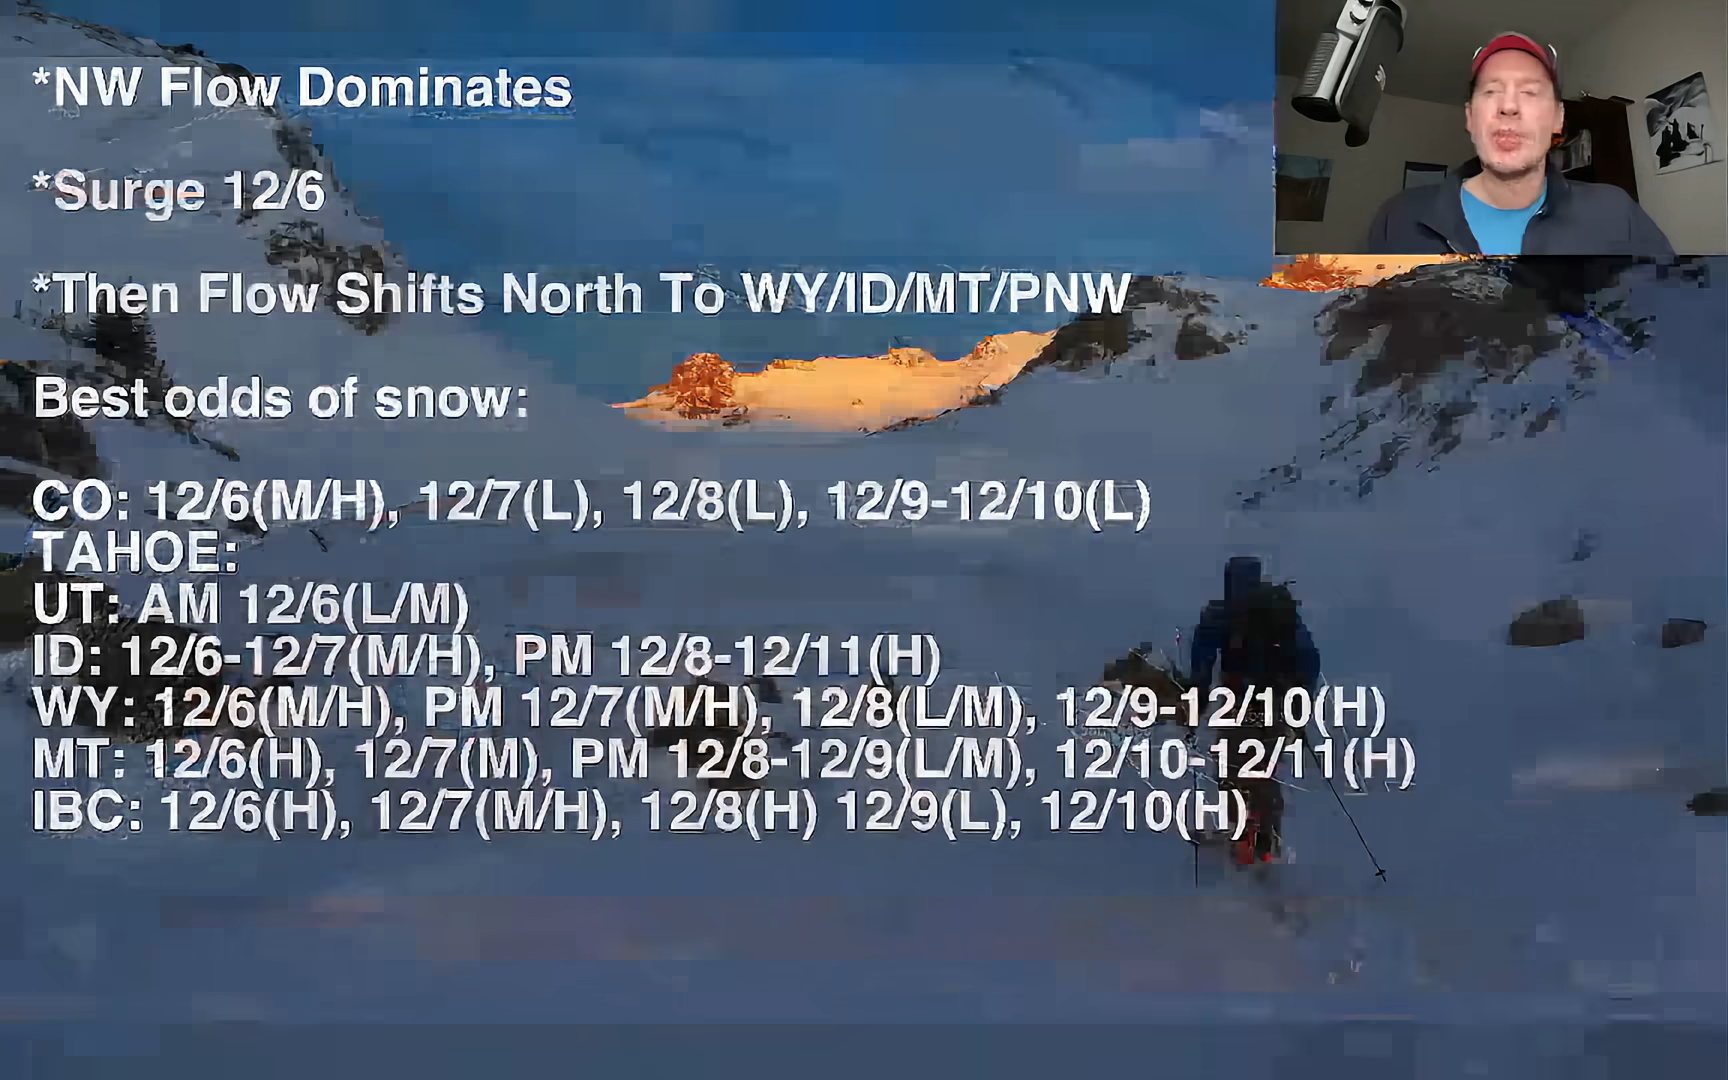 *NW Flow Dominates
*Surge 12/6
*Then Flow Shifts North To WY/ID/MT/PNW
Best odds of snow:
CO: 12/6(M/H), 12/7(L), 12/8(L), 12/9-12/10(L)
TAHOE:
UT: AM 12/6(L/M)
ID: 12/6-12/7(M/H), PM 12/8-12/11(H)
WY: 12/6(M/H), PM 12/7(M/H), 12/8(L/M), 12/9-12/10(H)
MT: 12/6(H), 12/7(M), PM 12/8-12/9(L/M), 12/10-12/11(H)
IBC: 12/6(H), 12/7(M/H), 12/8(H) 12/9(L), 12/10(H)